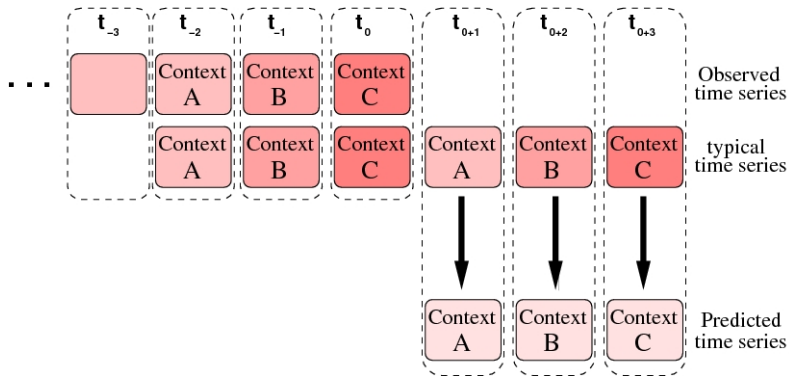 t-3 t-2 t-1 t0 t0+1 t0+2 t0+3
...
Context Context Context Observed
A B C time series
Context Context Context Context Context Context typical
A B C A B C time series
Context Context Context Predicted
A B C time series